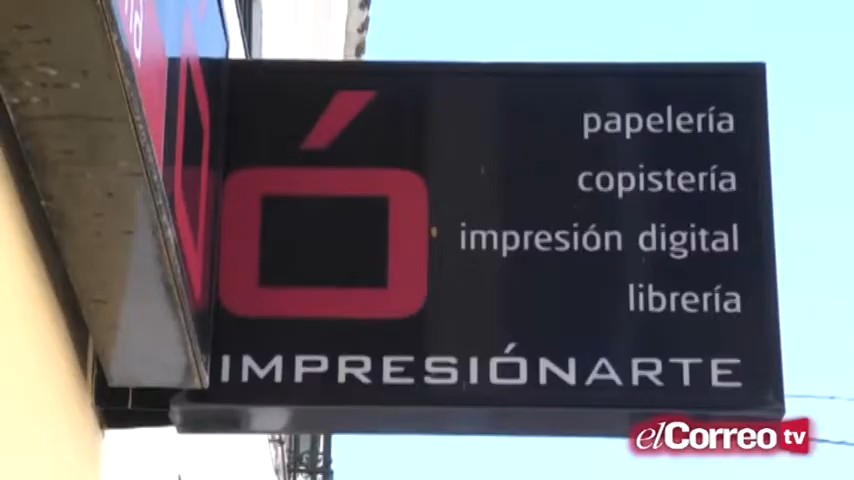 Ó
papelería
copistería
impresión digital
librería
IMPRESIÓNARTE
elCorreo tv